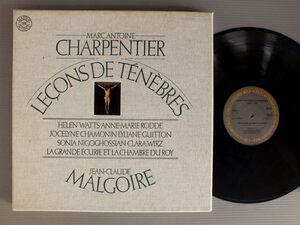 MARC ANTOINE
CHARPENTIER
LEÇONS DE TÉNÈBRES
HELEN WATTS·ANNE-MARIE RODDE
JOCELYNE CHAMONIN·LYLIANE GUITTON
SONIA NIGOGHOSSIAN·CLARA WIRZ
LA GRANDE ECURIE ET LA CHAMBRE DU ROY
JEAN-CLAUDE
MALGOIRE